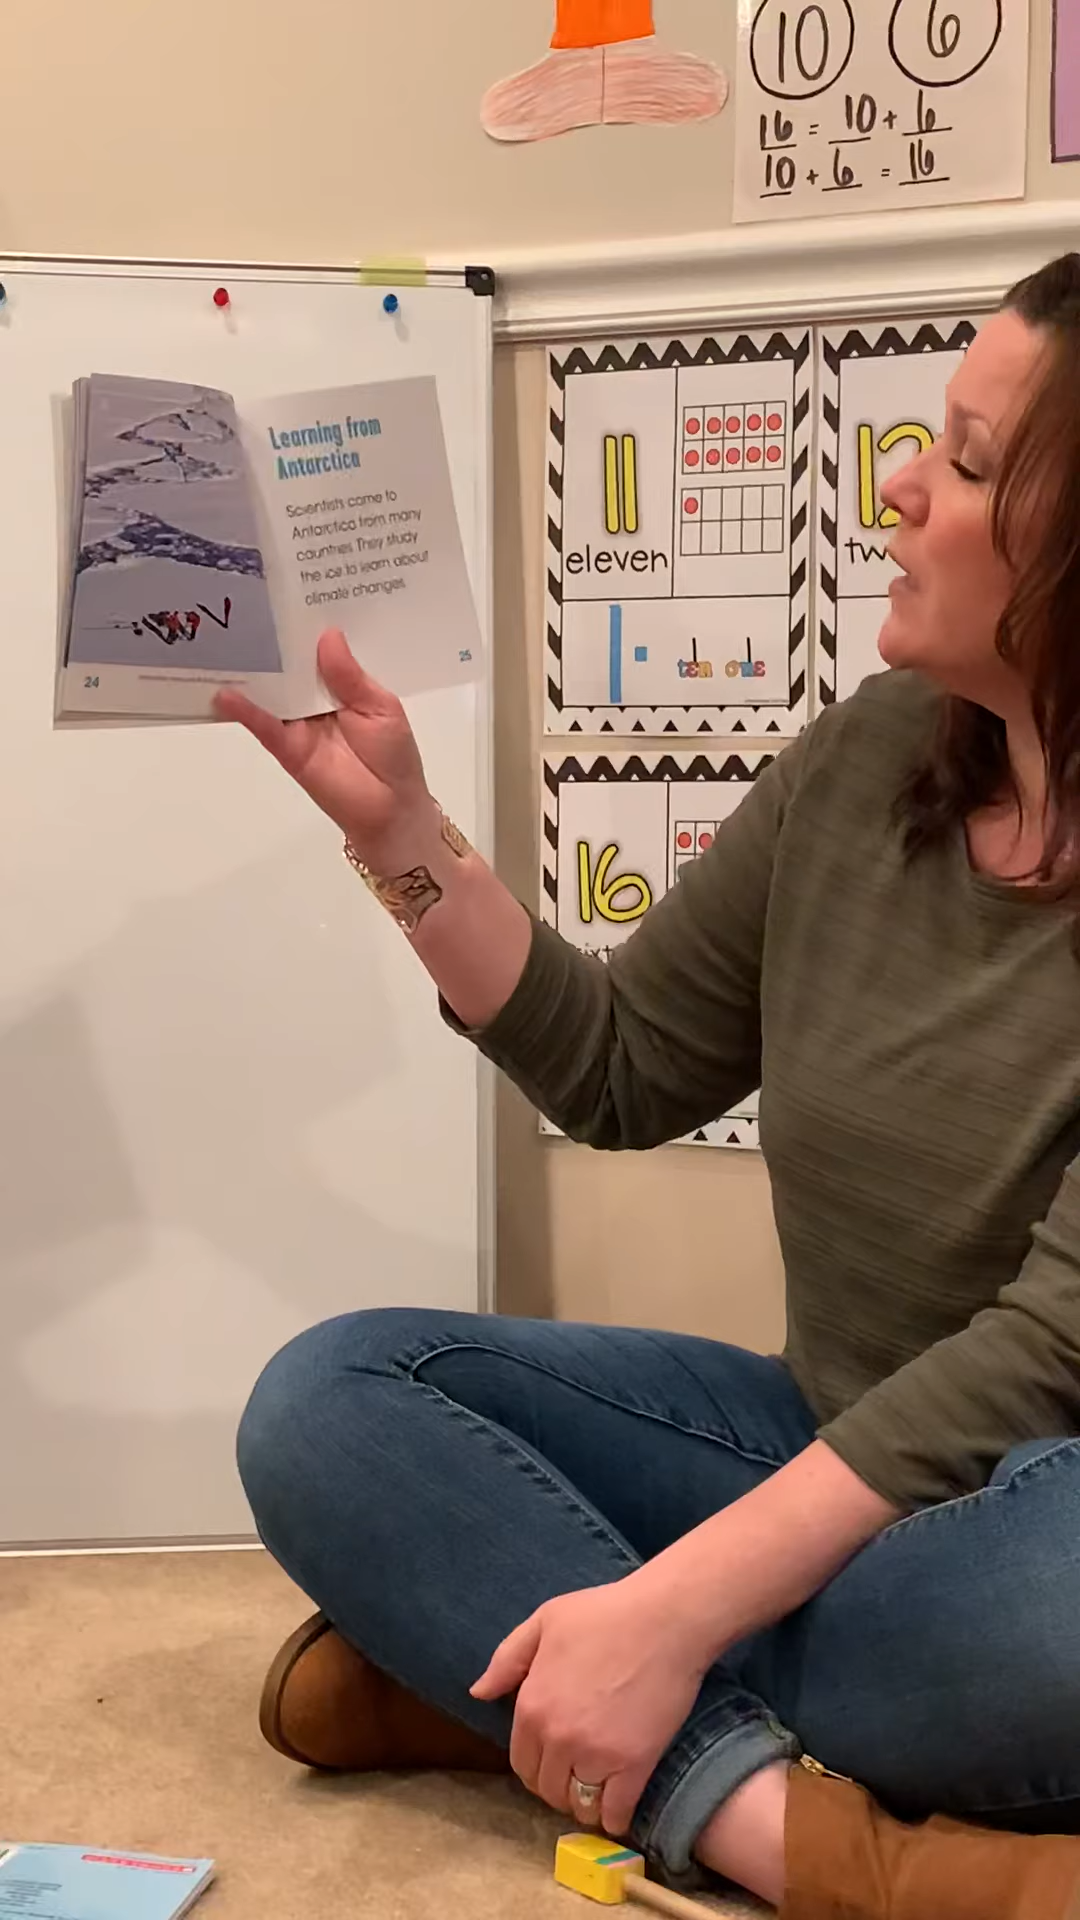 10 6
16 = 10 + 6
10 + 6 = 16
Learning from
Antarctica
Scientists come to
Antarctica from many
countries. They study
the ice to learn about
climate changes.
24
25
11
eleven
ten one
12
tw
16
ixt